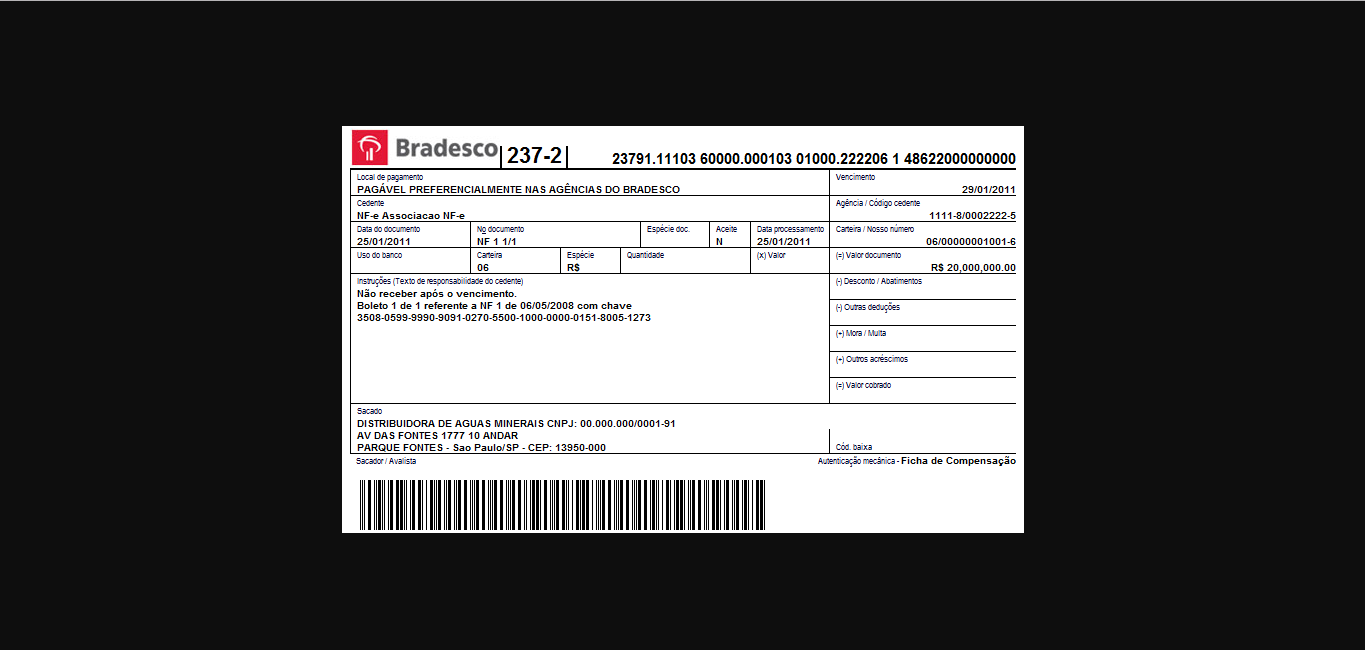 Bradesco 237-2 23791.11103 60000.000103 01000.222206 1 48622000000000
Local de pagamento
PAGÁVEL PREFERENCIALMENTE NAS AGÊNCIAS DO BRADESCO
Vencimento
29/01/2011
Cedente
NF-e Associacao NF-e
Agência / Código cedente
1111-8/0002222-5
Data do documento
25/01/2011
No documento
NF 1 1/1
Espécie doc.
Aceite
N
Data processamento
25/01/2011
Carteira / Nosso número
06/00000001001-6
Uso do banco
Carteira
06
Espécie
R$
Quantidade
(x) Valor
(=) Valor documento
R$ 20,000,000.00
Instruções (Texto de responsabilidade do cedente)
Não receber após o vencimento.
Boleto 1 de 1 referente a NF 1 de 06/05/2008 com chave
3508-0599-9990-9091-0270-5500-1000-0000-0151-8005-1273
(-) Desconto / Abatimentos
(-) Outras deduções
(+) Mora / Multa
(+) Outros acréscimos
(=) Valor cobrado
Sacado
DISTRIBUIDORA DE AGUAS MINERAIS CNPJ: 00.000.000/0001-91
AV DAS FONTES 1777 10 ANDAR
PARQUE FONTES - Sao Paulo/SP - CEP: 13950-000
Cód. baixa
Sacador / Avalista
Autenticação mecânica - Ficha de Compensação